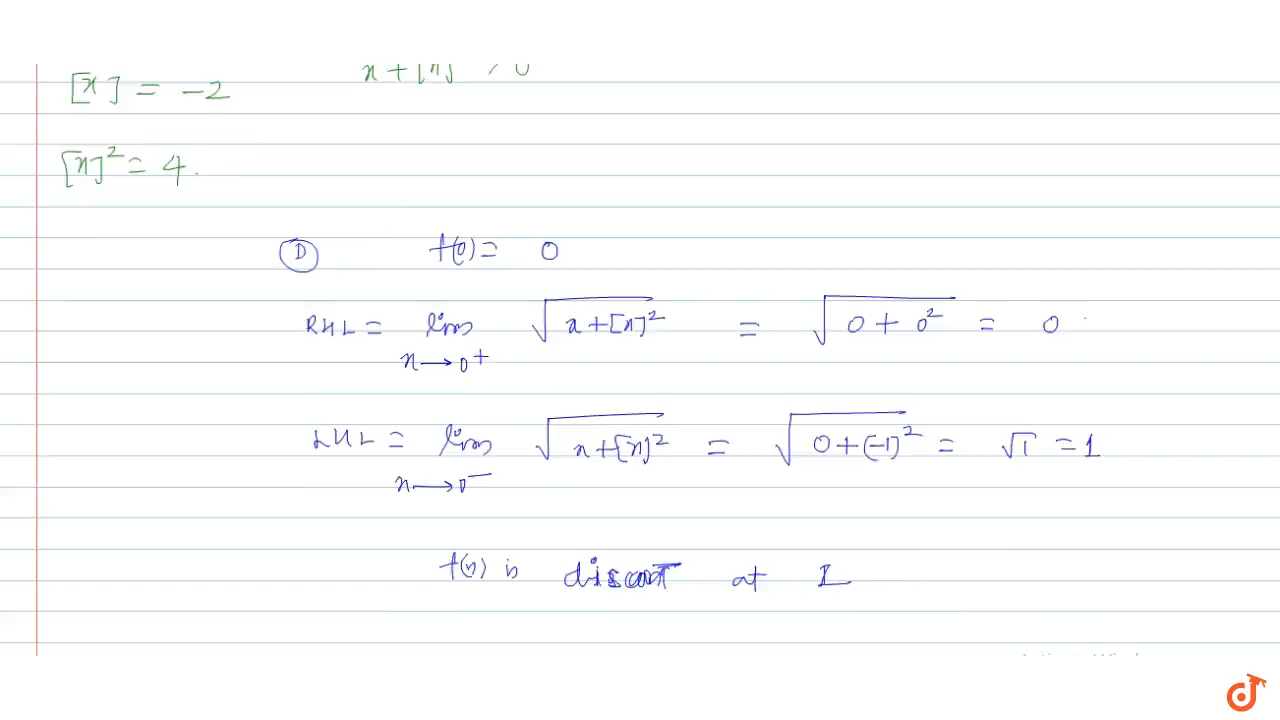 [x] = -2
x + [x]
[x]² = 4.
D f(0) = 0
RHL = lim x→0+ √(x+[x]²) = √(0 + 0²) = 0
LHL = lim x→0- √(x+[x]²) = √(0+(-1)²) = √1 = 1
f(x) is discont at 1